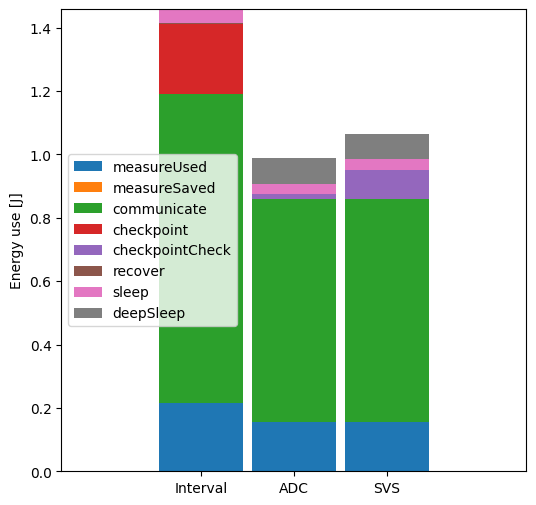 1.4
1.2
1.0
0.8
0.6
0.4
0.2
0.0
Energy use [J]
measureUsed
measureSaved
communicate
checkpoint
checkpointCheck
recover
sleep
deepSleep
Interval
ADC
SVS